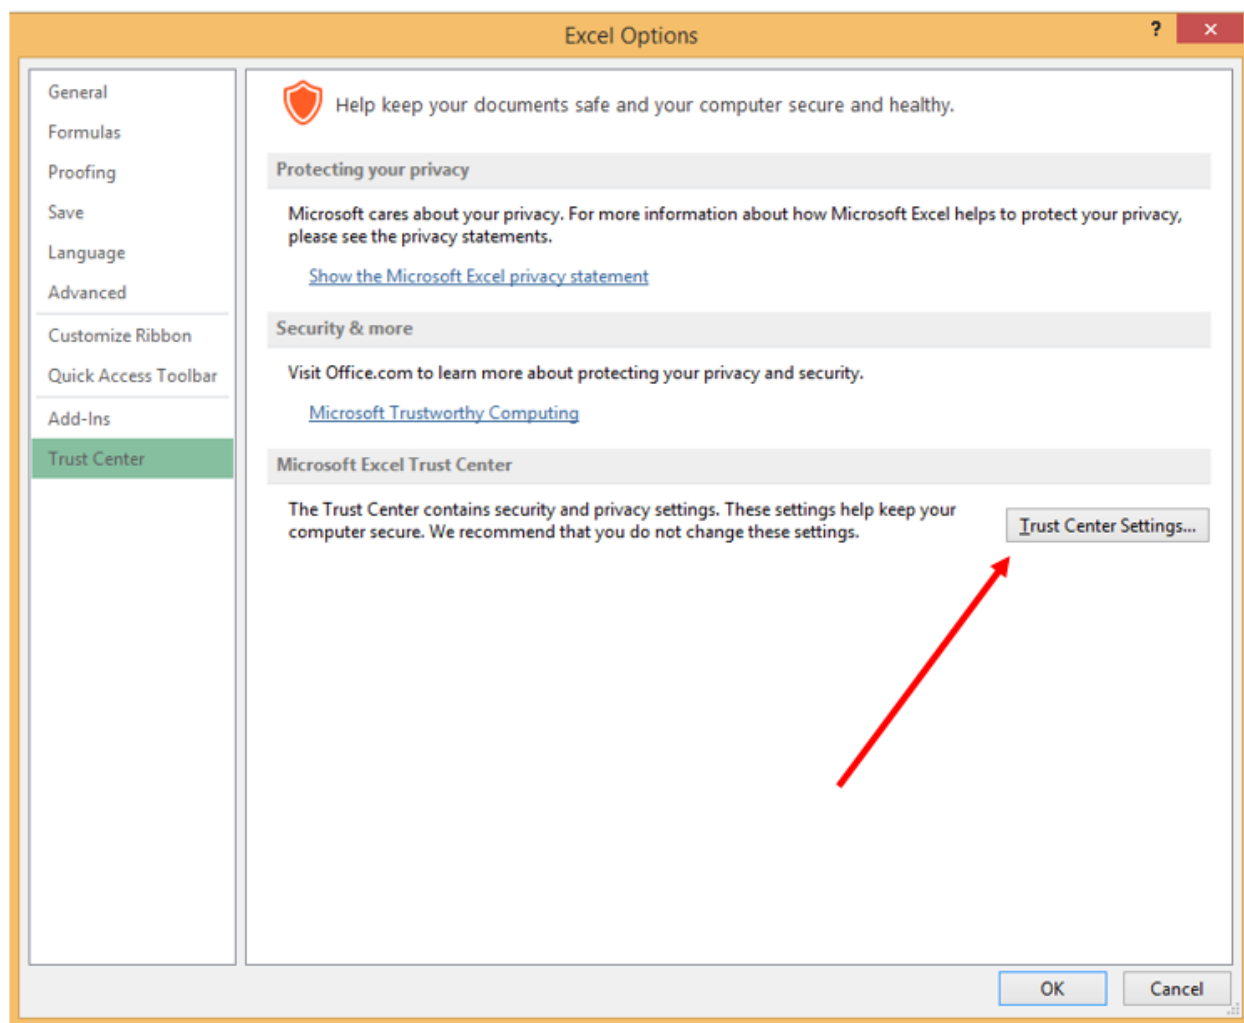 Excel Options
?
General
Formulas
Proofing
Save
Language
Advanced
Customize Ribbon
Quick Access Toolbar
Add-Ins
Trust Center
Help keep your documents safe and your computer secure and healthy.
Protecting your privacy
Microsoft cares about your privacy. For more information about how Microsoft Excel helps to protect your privacy,
please see the privacy statements.
Show the Microsoft Excel privacy statement
Security & more
Visit Office.com to learn more about protecting your privacy and security.
Microsoft Trustworthy Computing
Microsoft Excel Trust Center
The Trust Center contains security and privacy settings. These settings help keep your
computer secure. We recommend that you do not change these settings.
Trust Center Settings...
OK
Cancel